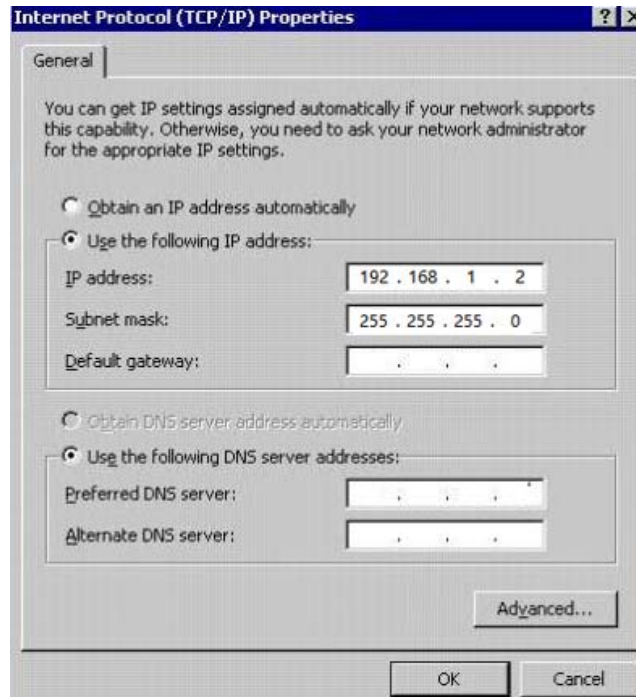 Internet Protocol (TCP/IP) Properties
General
You can get IP settings assigned automatically if your network supports
this capability. Otherwise, you need to ask your network administrator
for the appropriate IP settings.
Obtain an IP address automatically
Use the following IP address:
IP address: 192 . 168 . 1 . 2
Subnet mask: 255 . 255 . 255 . 0
Default gateway: . . .
Obtain DNS server address automatically
Use the following DNS server addresses:
Preferred DNS server: . . .
Alternate DNS server: . . .
Advanced...
OK Cancel